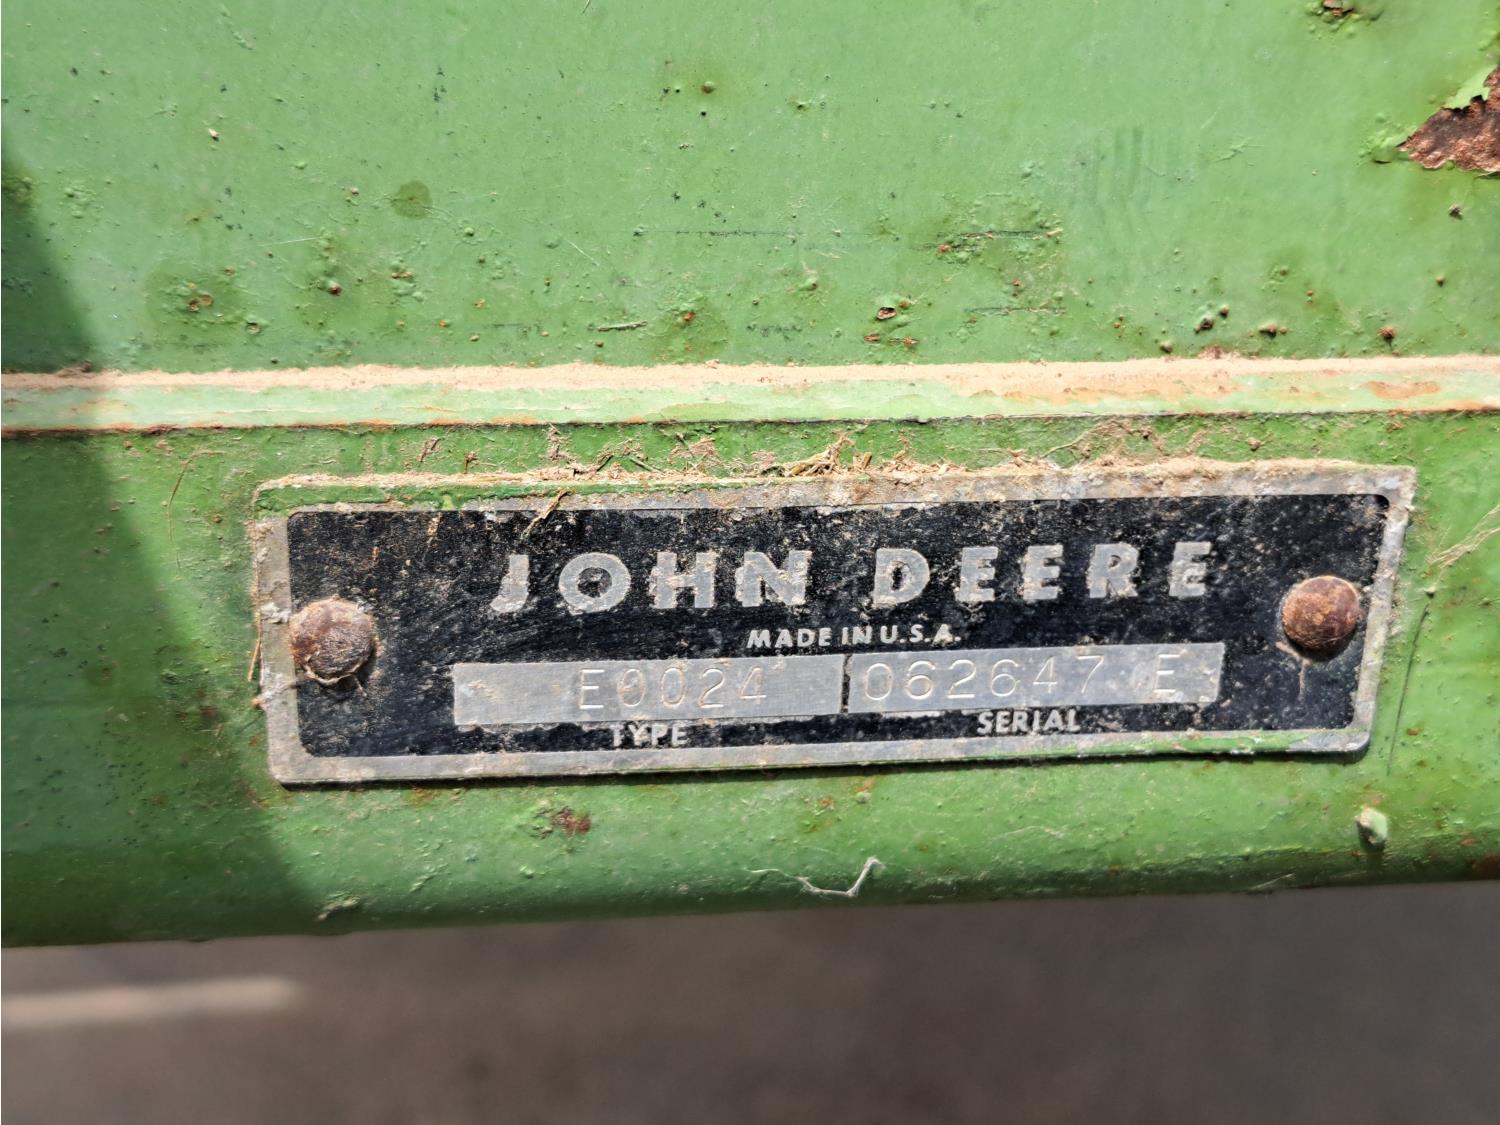 JOHN DEERE
MADE IN U.S.A.
E0024 062647 E
TYPE SERIAL